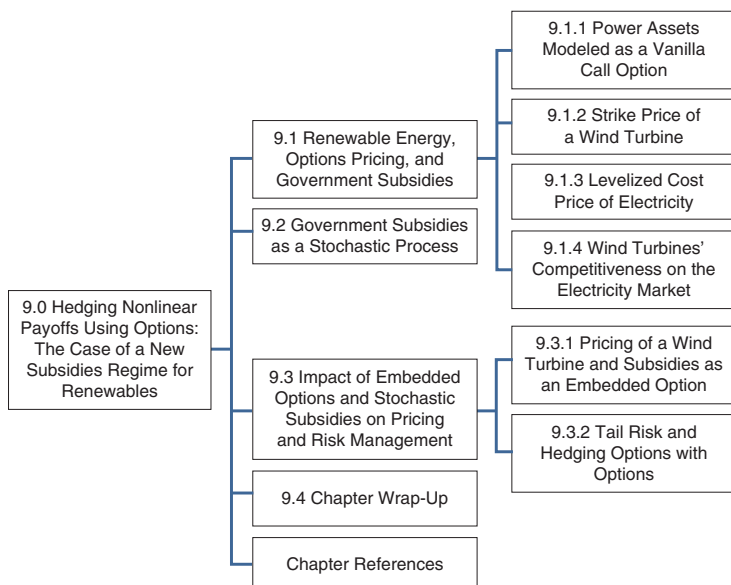 9.0 Hedging Nonlinear
Payoffs Using Options:
The Case of a New
Subsidies Regime for
Renewables
9.1 Renewable Energy,
Options Pricing, and
Government Subsidies
9.1.1 Power Assets
Modeled as a Vanilla
Call Option
9.1.2 Strike Price of
a Wind Turbine
9.1.3 Levelized Cost
Price of Electricity
9.1.4 Wind Turbines'
Competitiveness on the
Electricity Market
9.2 Government Subsidies
as a Stochastic Process
9.3 Impact of Embedded
Options and Stochastic
Subsidies on Pricing
and Risk Management
9.3.1 Pricing of a Wind
Turbine and Subsidies as
an Embedded Option
9.3.2 Tail Risk and
Hedging Options with
Options
9.4 Chapter Wrap-Up
Chapter References